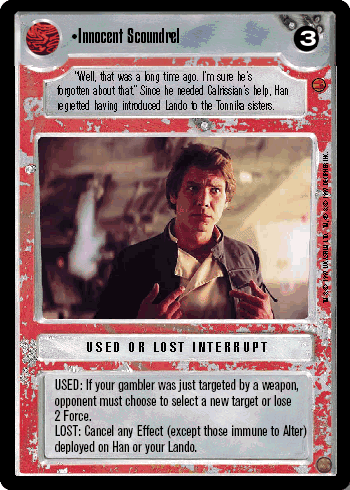 •Innocent Scoundrel
3
"Well, that was a long time ago. I'm sure he's
forgotten about that." Since he needed Calrissian's help, Han
regretted having introduced Lando to the Tonnika sisters.
USED OR LOST INTERRUPT
USED: If your gambler was just targeted by a weapon,
opponent must choose to select a new target or lose
2 Force.
LOST: Cancel any Effect (except those immune to Alter)
deployed on Han or your Lando.